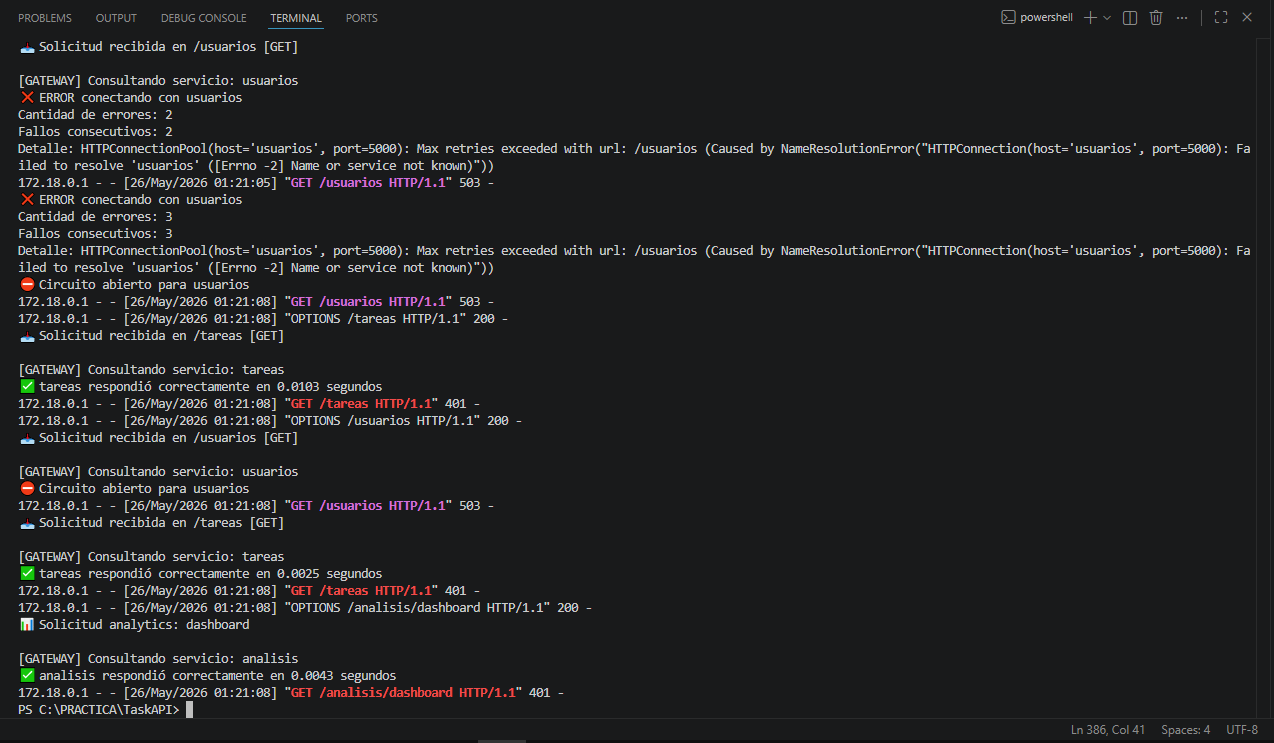 PROBLEMS OUTPUT DEBUG CONSOLE TERMINAL PORTS powershell
Solicitud recibida en /usuarios [GET]
[GATEWAY] Consultando servicio: usuarios
❌ ERROR conectando con usuarios
Cantidad de errores: 2
Fallos consecutivos: 2
Detalle: HTTPConnectionPool(host='usuarios', port=5000): Max retries exceeded with url: /usuarios (Caused by NameResolutionError("HTTPConnection(host='usuarios', port=5000): Fa
iled to resolve 'usuarios' ([Errno -2] Name or service not known)"))
172.18.0.1 - - [26/May/2026 01:21:05] "GET /usuarios HTTP/1.1" 503 -
❌ ERROR conectando con usuarios
Cantidad de errores: 3
Fallos consecutivos: 3
Detalle: HTTPConnectionPool(host='usuarios', port=5000): Max retries exceeded with url: /usuarios (Caused by NameResolutionError("HTTPConnection(host='usuarios', port=5000): Fa
iled to resolve 'usuarios' ([Errno -2] Name or service not known)"))
⛔ Circuito abierto para usuarios
172.18.0.1 - - [26/May/2026 01:21:08] "GET /usuarios HTTP/1.1" 503 -
172.18.0.1 - - [26/May/2026 01:21:08] "OPTIONS /tareas HTTP/1.1" 200 -
Solicitud recibida en /tareas [GET]
[GATEWAY] Consultando servicio: tareas
✅ tareas respondió correctamente en 0.0103 segundos
172.18.0.1 - - [26/May/2026 01:21:08] "GET /tareas HTTP/1.1" 401 -
172.18.0.1 - - [26/May/2026 01:21:08] "OPTIONS /usuarios HTTP/1.1" 200 -
Solicitud recibida en /usuarios [GET]
[GATEWAY] Consultando servicio: usuarios
⛔ Circuito abierto para usuarios
172.18.0.1 - - [26/May/2026 01:21:08] "GET /usuarios HTTP/1.1" 503 -
Solicitud recibida en /tareas [GET]
[GATEWAY] Consultando servicio: tareas
✅ tareas respondió correctamente en 0.0025 segundos
172.18.0.1 - - [26/May/2026 01:21:08] "GET /tareas HTTP/1.1" 401 -
172.18.0.1 - - [26/May/2026 01:21:08] "OPTIONS /analisis/dashboard HTTP/1.1" 200 -
📊 Solicitud analytics: dashboard
[GATEWAY] Consultando servicio: analisis
✅ analisis respondió correctamente en 0.0043 segundos
172.18.0.1 - - [26/May/2026 01:21:08] "GET /analisis/dashboard HTTP/1.1" 401 -
PS C:\PRACTICA\TaskAPI>
Ln 386, Col 41 Spaces: 4 UTF-8